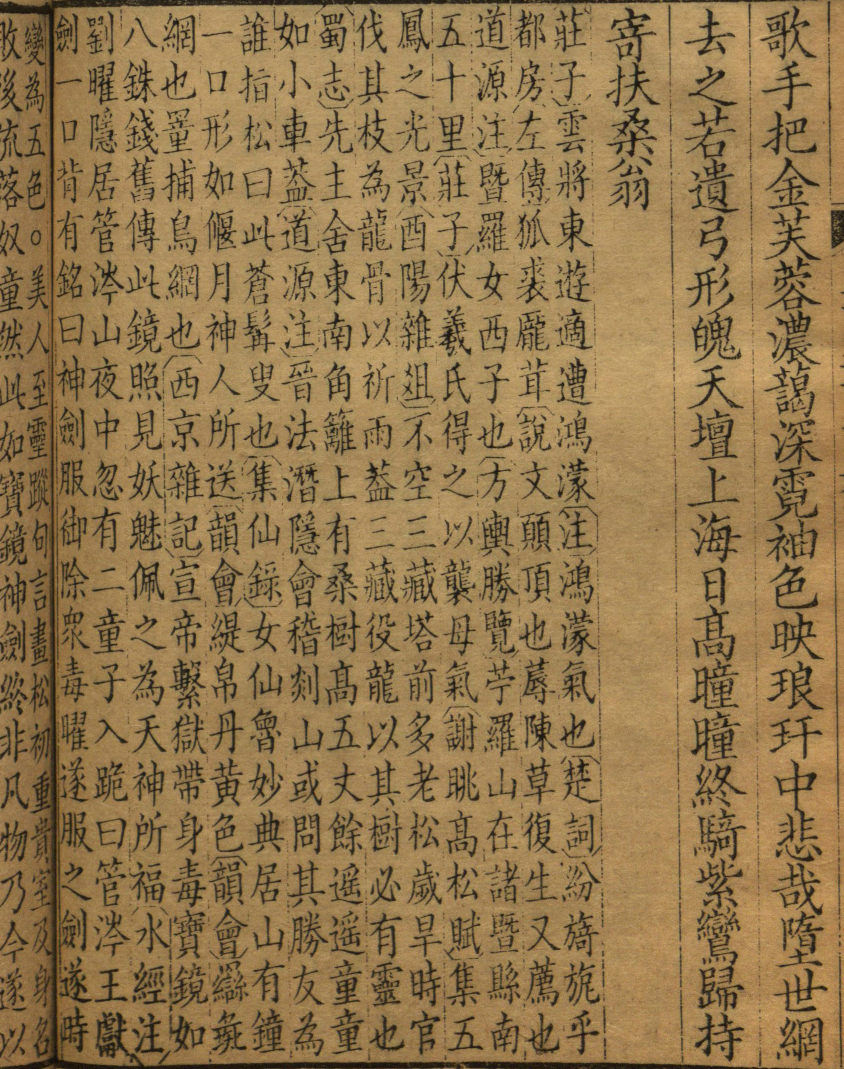 歌手把金芙蓉濃藹深霓袖色映琅玕中悲哉墮世網
去之若遺弓形魄天壇上海日高曈曈終騎紫鸞歸持
寄扶桑翁
莊子雲將東遊適遭鴻濛注鴻濛氣也楚詞紛旖旎乎
都房左傳狐裘厖茸說文顚頂也蓐陳草復生又薦也
道源注暨羅女西子也方輿勝覽苧羅山在諸暨縣南
五十里莊子伏羲氏得之以襲母氣謝眺高松賦集五
鳳之光景酉陽雜俎不空三藏塔前多老松歲旱時官
伐其枝為龍骨以祈雨葢三藏役龍以其樹必有靈也
蜀志先主舍東南角籬上有桑樹高五丈餘遥遥童童
如小車葢道源注晉法潛隱會稽剡山或問其勝友為
誰指松曰此蒼髯叟也集仙錄女仙魯妙典居山有鐘
一口形如偃月神人所送韻會緹帛丹黃色韻會
網也罿捕鳥網也西京雜記宣帝繫獄帶身毒寶鏡如
八銖錢舊傳此鏡照見妖魅佩之為天神所福水經注
劉曜隱居管涔山夜中忽有二童子入跪曰管涔王獻
劍一口背有銘曰神劍服御除衆毒曜遂服之劍遂時
變為五色。美人至靈蹤句言畫松初重貴室及身名
敗後流落奴童然此如寶鏡神劍終非凡物乃今遂以